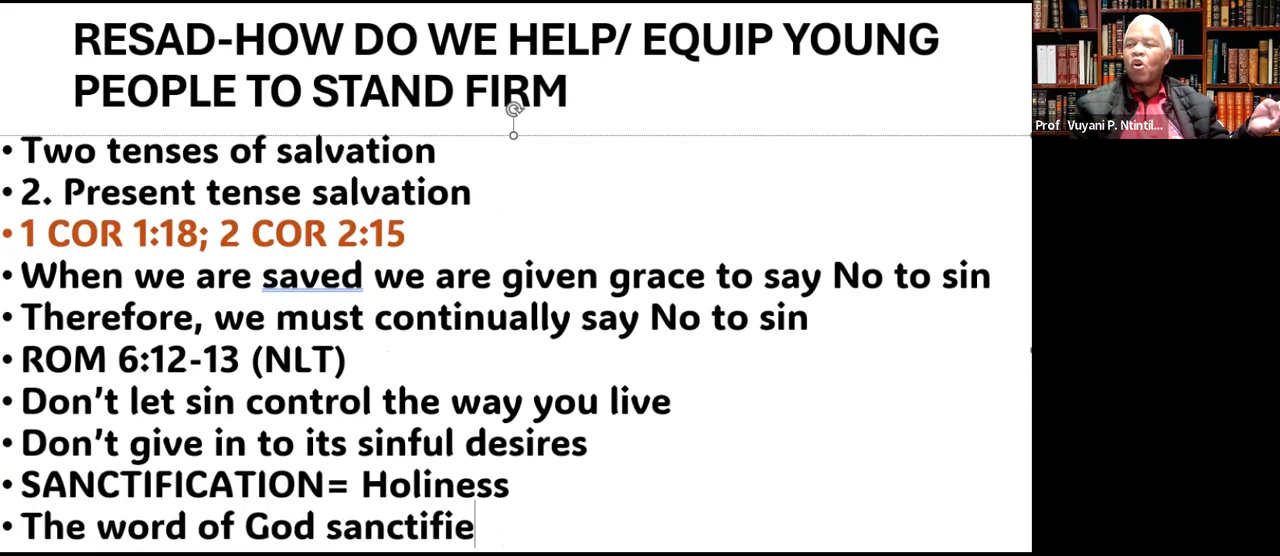 RESAD-HOW DO WE HELP/ EQUIP YOUNG
PEOPLE TO STAND FIRM
• Two tenses of salvation
• 2. Present tense salvation
• 1 COR 1:18; 2 COR 2:15
• When we are saved we are given grace to say No to sin
• Therefore, we must continually say No to sin
• ROM 6:12-13 (NLT)
• Don’t let sin control the way you live
• Don’t give in to its sinful desires
• SANCTIFICATION= Holiness
• The word of God sanctifie
Prof Vuyani P. Ntintil...